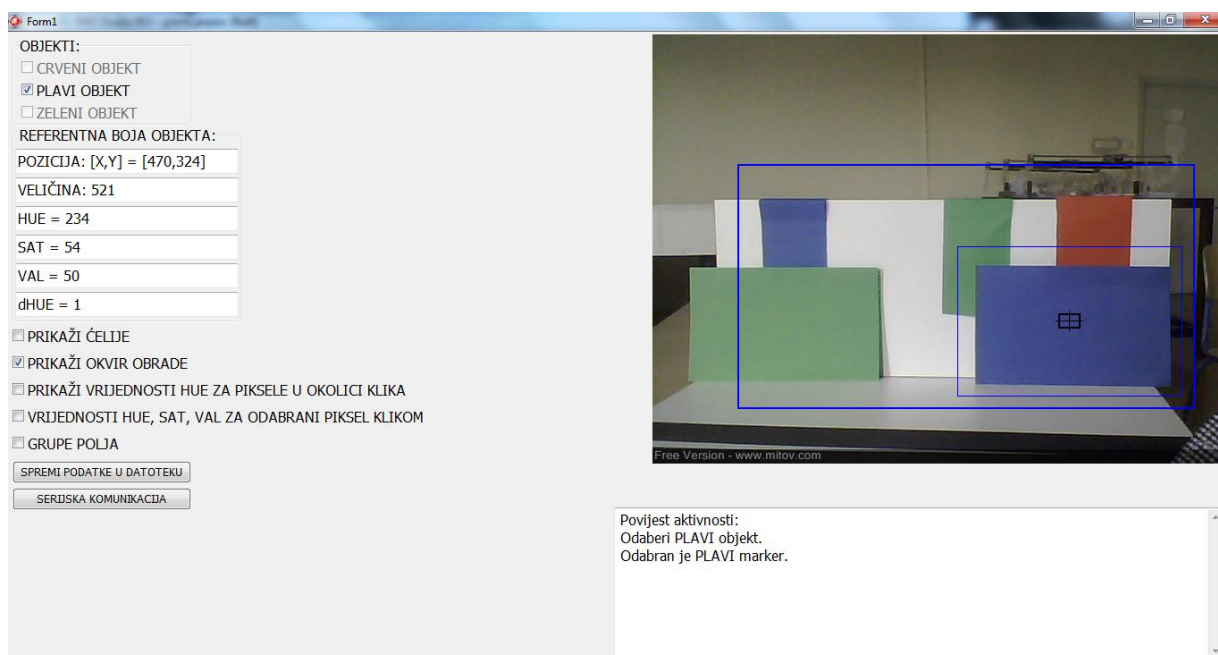 Form1
OBJEKTI:
CRVENI OBJEKT
PLAVI OBJEKT
ZELENI OBJEKT
REFERENTNA BOJA OBJEKTA:
POZICIJA: [X,Y] = [470,324]
VELIČINA: 521
HUE = 234
SAT = 54
VAL = 50
dHUE = 1
PRIKAŽI ĆELIJE
PRIKAŽI OKVIR OBRADE
PRIKAŽI VRIJEDNOSTI HUE ZA PIKSELE U OKOLICI KLIKA
VRIJEDNOSTI HUE, SAT, VAL ZA ODABRANI PIKSEL KLIKOM
GRUPE POLJA
SPREMI PODATKE U DATOTEKU
SERIJSKA KOMUNIKACIJA
Free Version - www.mitov.com
Povijest aktivnosti:
Odaberi PLAVI objekt.
Odabran je PLAVI marker.